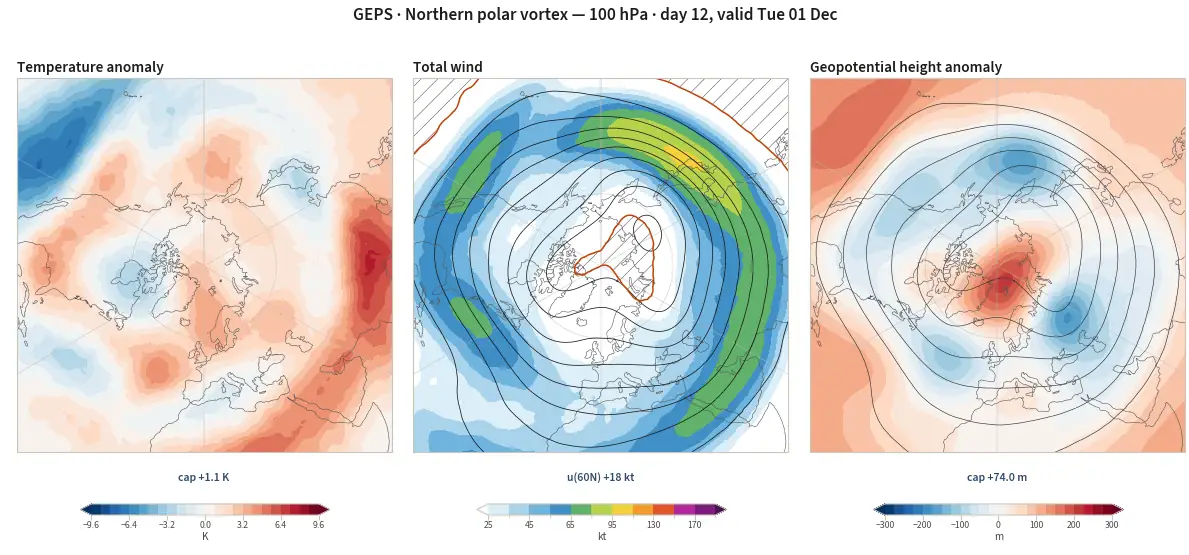 GEPS · Northern polar vortex — 100 hPa · day 12, valid Tue 01 Dec
Temperature anomaly
Total wind
Geopotential height anomaly
cap +1.1 K
u(60N) +18 kt
cap +74.0 m
−9.6 −6.4 −3.2 0.0 3.2 6.4 9.6
K
25 45 65 95 130 170
kt
−300 −200 −100 0 100 200 300
m